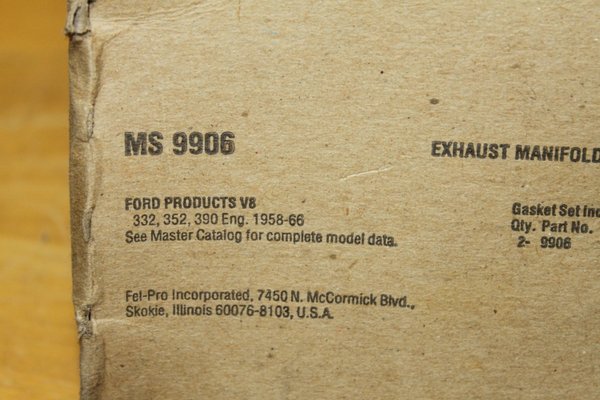 MS 9906
EXHAUST MANIFOLD
FORD PRODUCTS V8
332, 352, 390 Eng. 1958-66
See Master Catalog for complete model data.
Gasket Set Inc
Qty. Part No.
2- 9906
Fel-Pro Incorporated, 7450 N. McCormick Blvd.,
Skokie, Illinois 60076-8103, U.S.A.